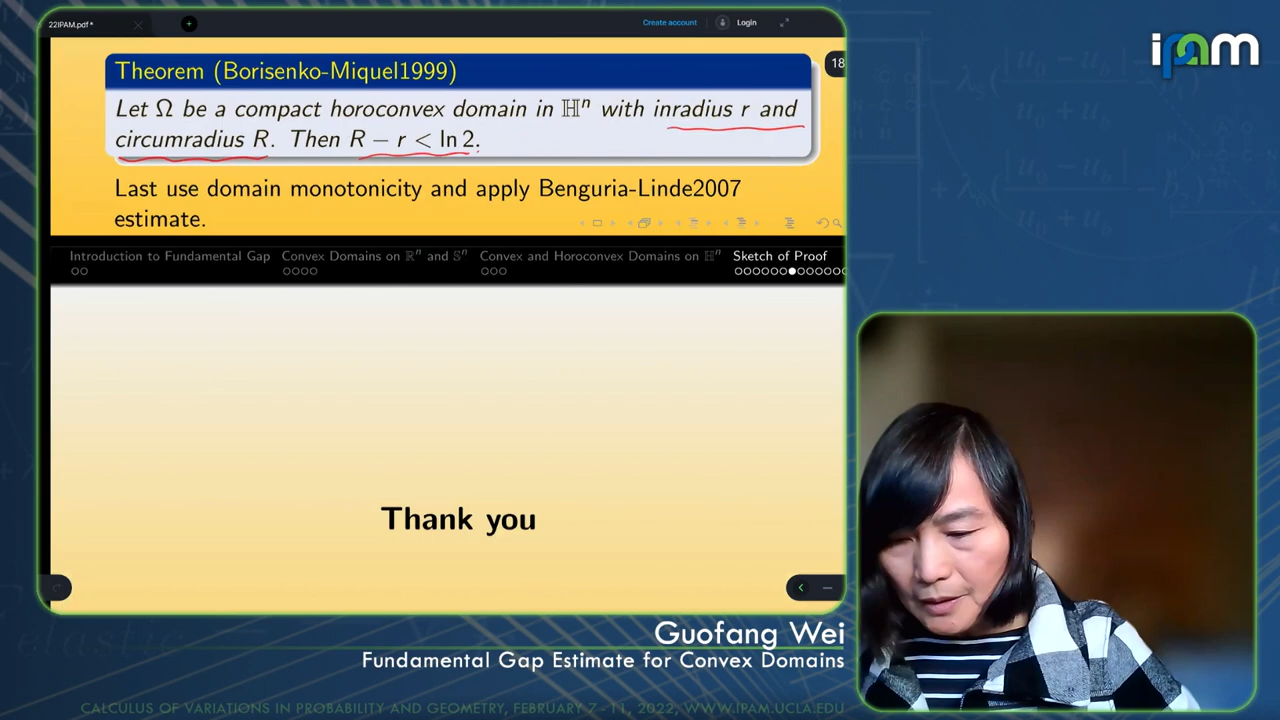 22IPAM.pdf *
Create account
Login
ipam
Theorem (Borisenko-Miquel1999)
18
Let Ω be a compact horoconvex domain in ℍⁿ with inradius r and
circumradius R. Then R − r < ln 2.
Last use domain monotonicity and apply Benguria-Linde2007
estimate.
Introduction to Fundamental Gap
Convex Domains on ℝⁿ and 𝕊ⁿ
Convex and Horoconvex Domains on ℍⁿ
Sketch of Proof
Thank you
Guofang Wei
Fundamental Gap Estimate for Convex Domains
CALCULUS OF VARIATIONS IN PROBABILITY AND GEOMETRY, FEBRUARY 7 - 11, 2022, WWW.IPAM.UCLA.EDU